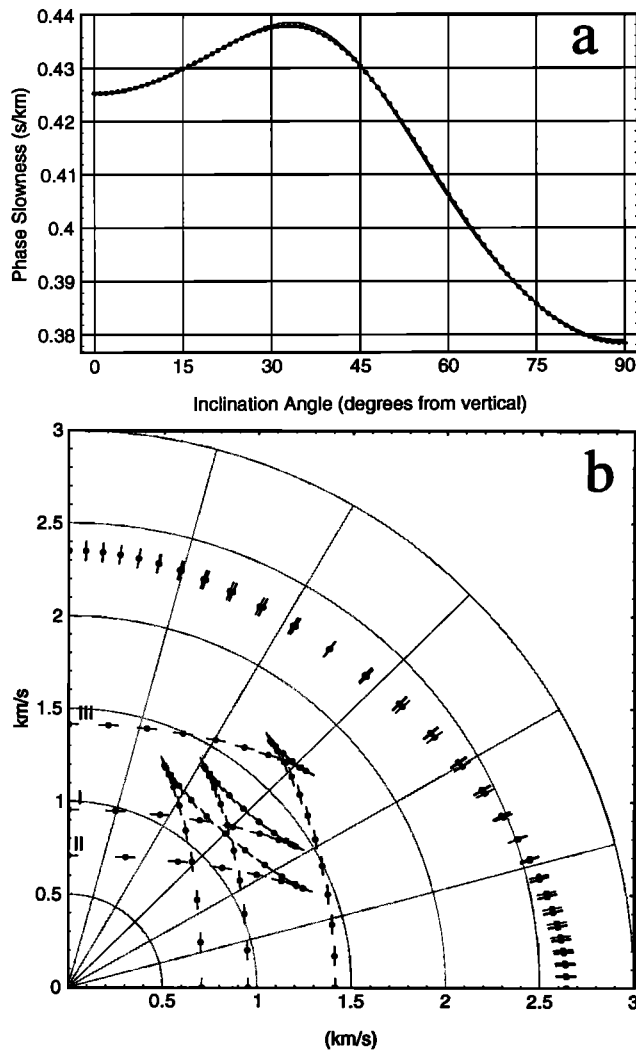 a
0.44
0.43
0.42
0.41
0.4
0.39
0.38
Phase Slowness (s/km)
0 15 30 45 60 75 90
Inclination Angle (degrees from vertical)
b
3
2.5
2
1.5
1
0.5
0
km/s
III
I
II
0.5 1 1.5 2 2.5 3
(km/s)